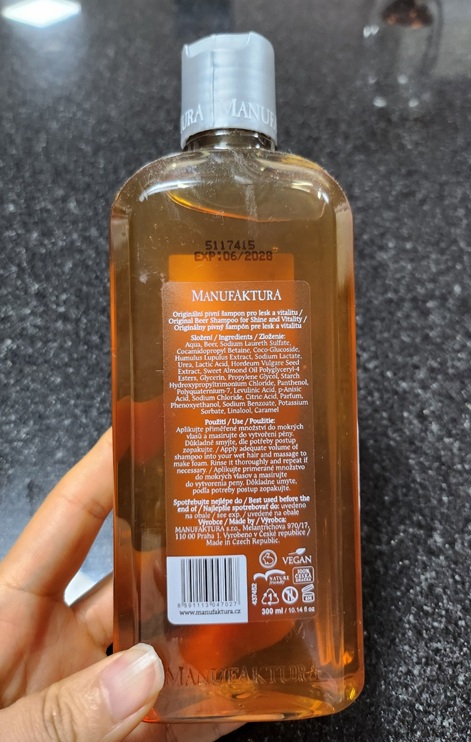 MANUF
5117415
EXP:06/2028
MANUFAKTURA
Originální pivní šampon pro lesk a vitalitu /
Original Beer Shampoo for Shine and Vitality /
Originálny pivný šampón pre lesk a vitalitu
Složení / Ingredients / Zloženie:
Aqua, Beer, Sodium Laureth Sulfate,
Cocamidopropyl Betaine, Coco-Glucoside,
Humulus Lupulus Extract, Sodium Lactate,
Urea, Lactic Acid, Hordeum Vulgare Seed
Extract, Sweet Almond Oil Polyglyceryl-4
Esters, Glycerin, Propylene Glycol, Starch
Hydroxypropyltrimonium Chloride, Panthenol,
Polyquaternium-7, Levulinic Acid, p-Anisic
Acid, Sodium Chloride, Citric Acid, Parfum,
Phenoxyethanol, Sodium Benzoate, Potassium
Sorbate, Linalool, Caramel
Použití / Use / Použitie:
Aplikujte přiměřené množství do mokrých
vlasů a masírujte do vytvoření pěny.
Důkladně smyjte, dle potřeby postup
zopakujte. / Apply adequate volume of
shampoo into your wet hair and massage to
make foam. Rinse it thoroughly and repeat if
necessary. / Aplikujte primerané množstvo
do mokrých vlasov a masírujte
do vytvorenia peny. Dôkladne zmyte,
podľa potreby postup zopakujte.
Spotřebujte nejlépe do / Best used before the
end of / Najlepšie spotrebovať do: uvedeno
na obale / see exp. / uvedené na obale
Výrobce / Made by / Výrobca:
MANUFAKTURA s.r.o., Melantrichova 970/17,
110 00 Praha 1. Vyrobeno v České republice /
Made in Czech Republic.
VEGAN
NATURE
100%
8 591113 047027
www.manufaktura.cz
300 ml / 10.14 fl oz
MANUFAKTURA